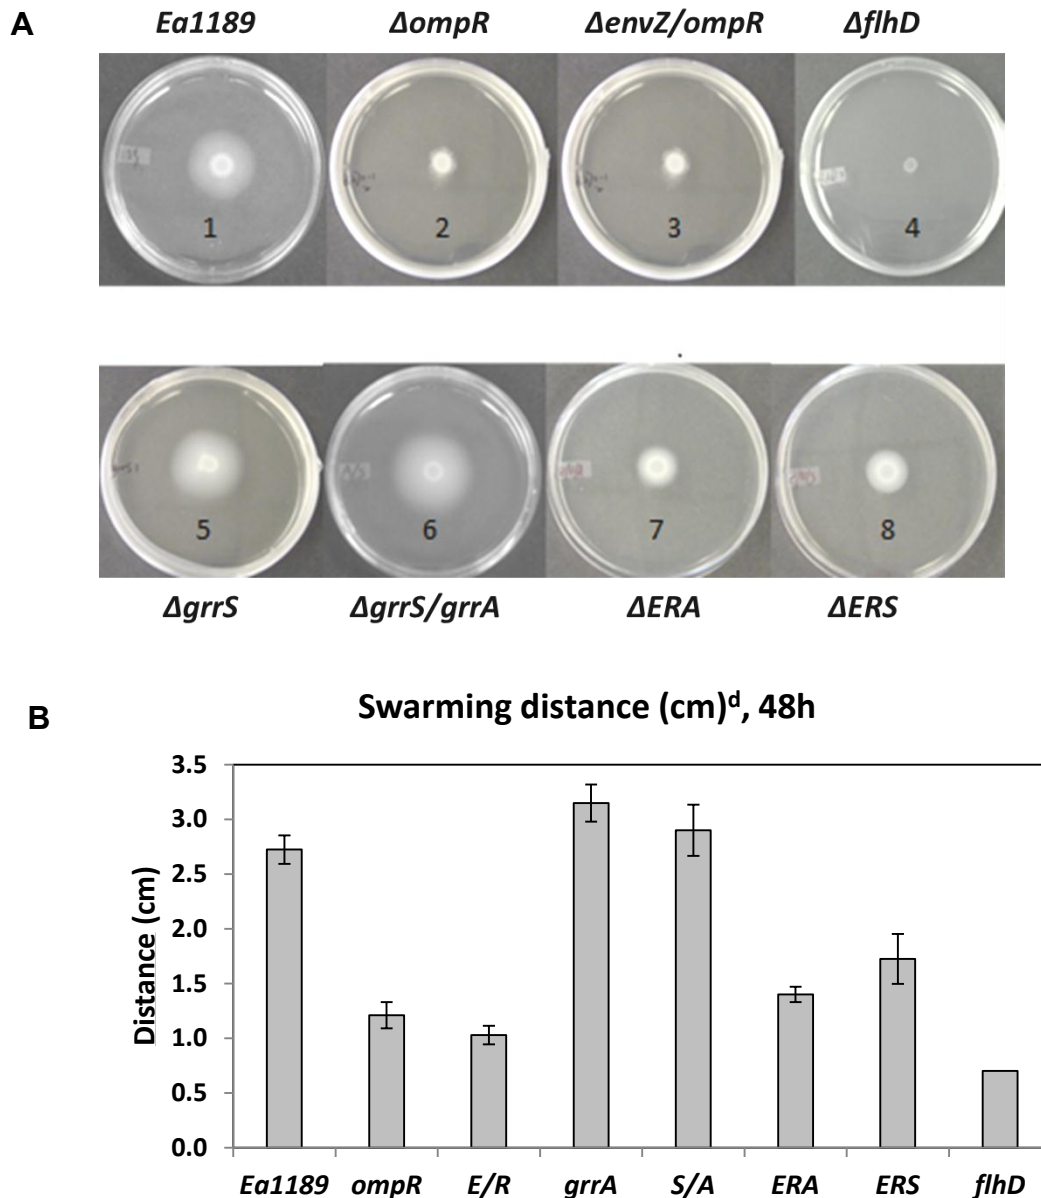 A
Ea1189 ΔompR ΔenvZ/ompR ΔflhD
1 2 3 4
5 6 7 8
ΔgrrS ΔgrrS/grrA ΔERA ΔERS
B
Swarming distance (cm)ᵈ, 48h
3.5
3.0
2.5
2.0
1.5
1.0
0.5
0.0
Distance (cm)
Ea1189 ompR E/R grrA S/A ERA ERS flhD